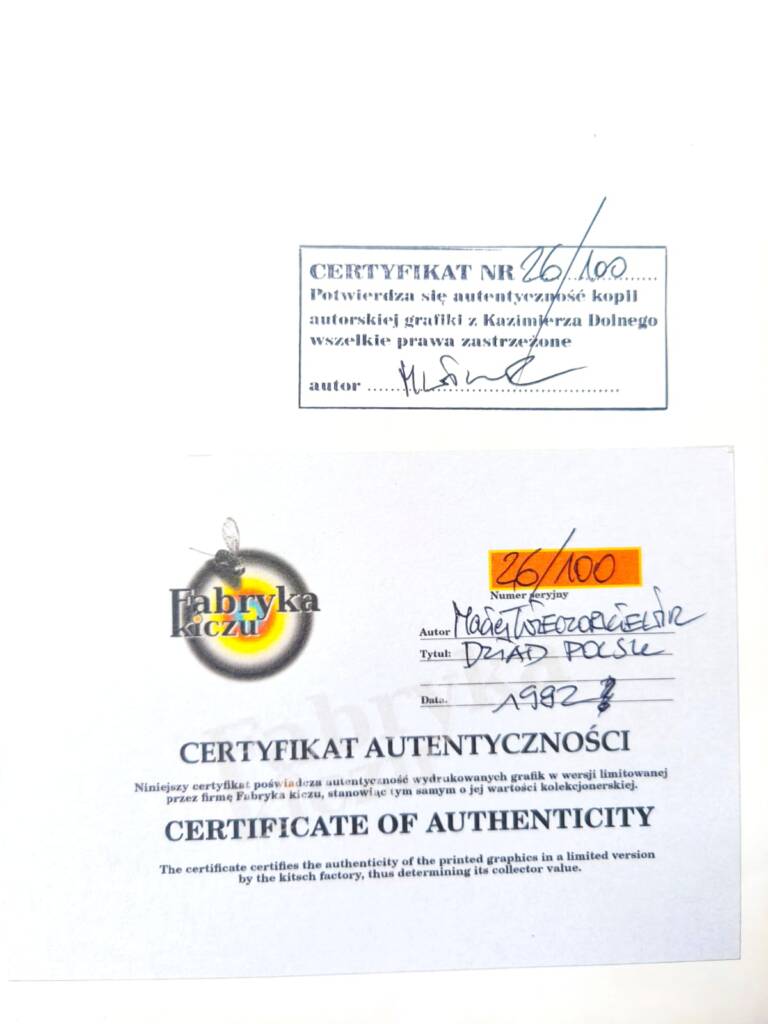 CERTYFIKAT NR 26/100
Potwierdza się autentyczność kopii
autorskiej grafiki z Kazimierza Dolnego
wszelkie prawa zastrzeżone
autor
26/100
Numer seryjny
Fabryka
kiczu
Autor Maciej
Tytuł: DZIAD POLSKI
Data. 1992
CERTYFIKAT AUTENTYCZNOŚCI
Niniejszy certyfikat poświadcza autentyczność wydrukowanych grafik w wersji limitowanej
przez firmę Fabryka kiczu, stanowiąc tym samym o jej wartości kolekcjonerskiej.
CERTIFICATE OF AUTHENTICITY
The certificate certifies the authenticity of the printed graphics in a limited version
by the kitsch factory, thus determining its collector value.